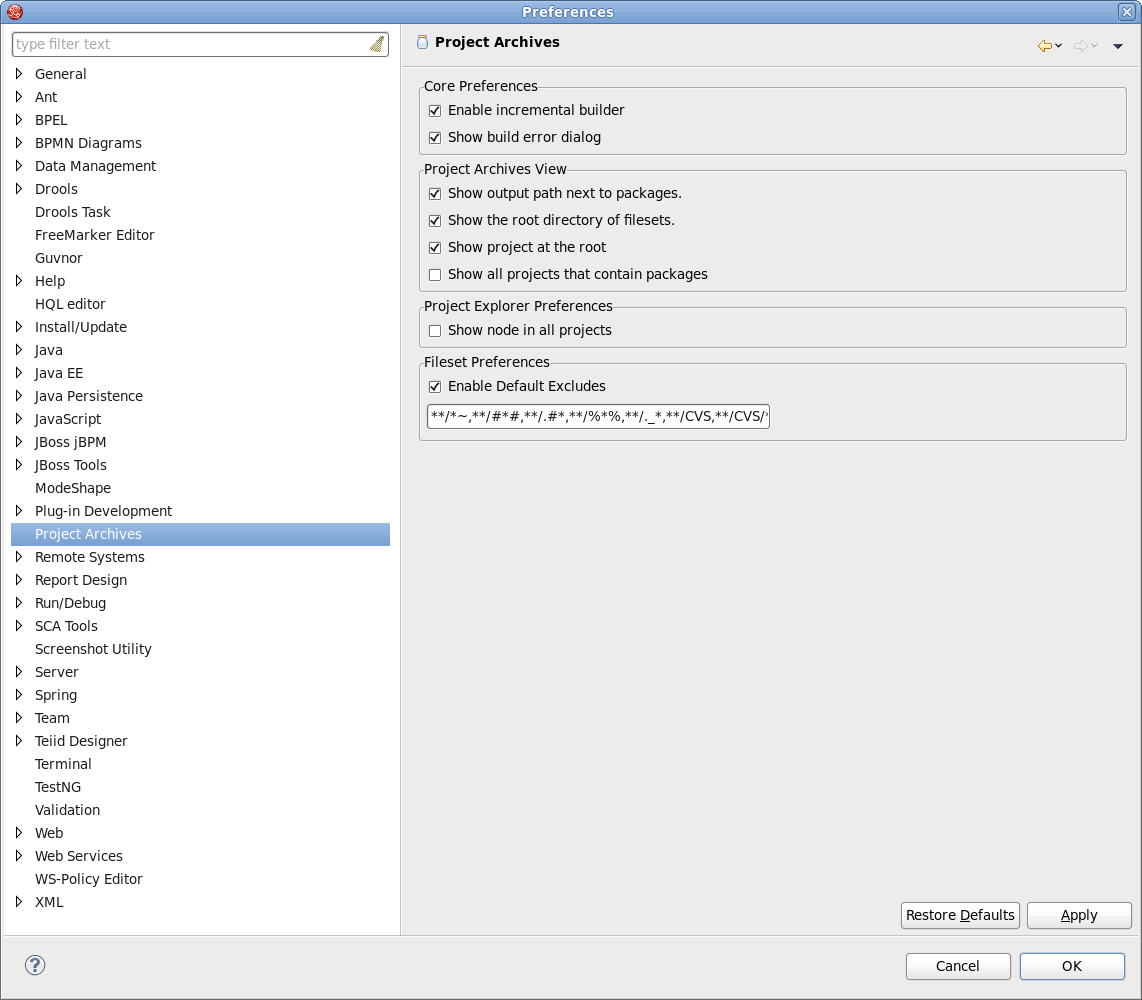 Preferences
type filter text
General
Ant
BPEL
BPMN Diagrams
Data Management
Drools
Drools Task
FreeMarker Editor
Guvnor
Help
HQL editor
Install/Update
Java
Java EE
Java Persistence
JavaScript
JBoss jBPM
JBoss Tools
ModeShape
Plug-in Development
Project Archives
Remote Systems
Report Design
Run/Debug
SCA Tools
Screenshot Utility
Server
Spring
Team
Teiid Designer
Terminal
TestNG
Validation
Web
Web Services
WS-Policy Editor
XML
Project Archives
Core Preferences
Enable incremental builder
Show build error dialog
Project Archives View
Show output path next to packages.
Show the root directory of filesets.
Show project at the root
Show all projects that contain packages
Project Explorer Preferences
Show node in all projects
Fileset Preferences
Enable Default Excludes
**/*~,**/#*#,**/.#*,**/%*%,**/._*,**/CVS,**/CVS/*
Restore Defaults
Apply
?
Cancel
OK